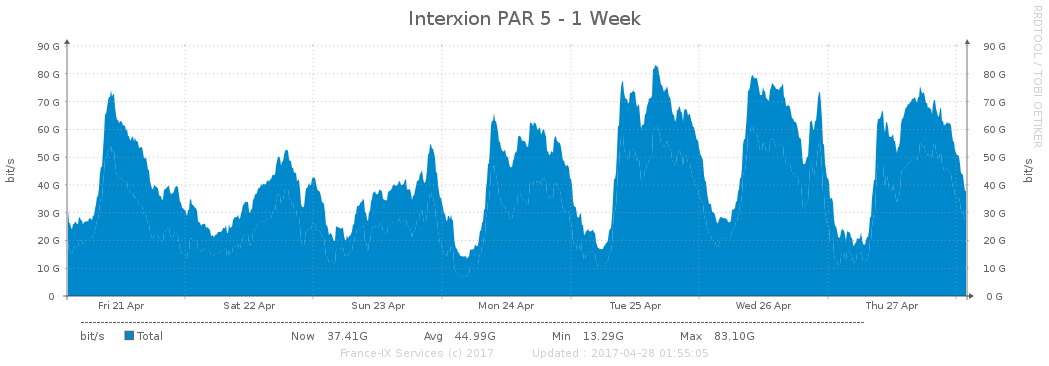 Interxion PAR 5 - 1 Week
RRDTOOL / TOBI OETIKER
90 G 90 G
80 G 80 G
70 G 70 G
60 G 60 G
50 G 50 G
40 G 40 G
30 G 30 G
20 G 20 G
10 G 10 G
0 0 G
bit/s
bit/s
Fri 21 Apr Sat 22 Apr Sun 23 Apr Mon 24 Apr Tue 25 Apr Wed 26 Apr Thu 27 Apr
bit/s Total Now 37.41G Avg 44.99G Min 13.29G Max 83.10G
France-IX Services (c) 2017 Updated : 2017-04-28 01:55:05